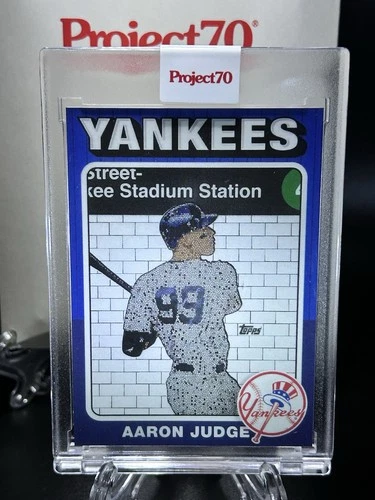 Project70
Project70
YANKEES
Street-
kee Stadium Station
4
99
Topps
Yankees
AARON JUDGE